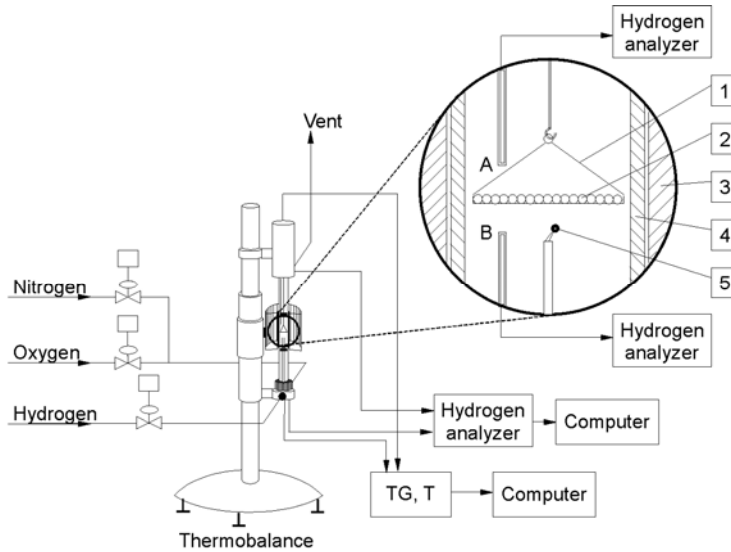 Hydrogen
analyzer
1
2
3
4
5
A
B
Vent
Nitrogen
Oxygen
Hydrogen
Hydrogen
analyzer
Hydrogen
analyzer
Computer
TG, T
Computer
Thermobalance